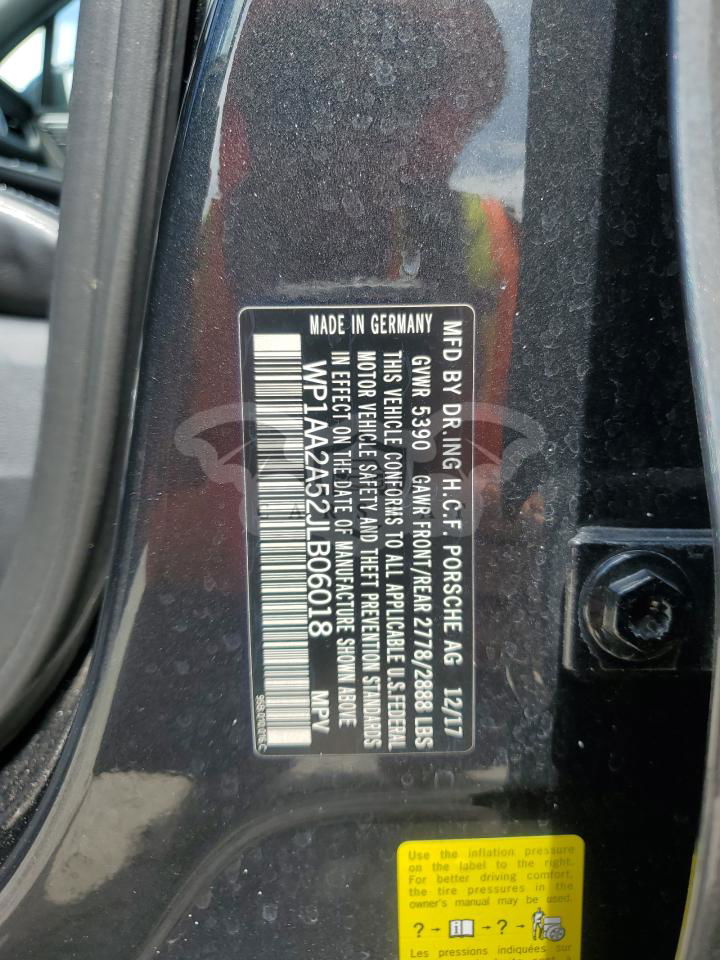 MFD BY DR.ING H.C.F. PORSCHE AG 12/17
MADE IN GERMANY
GVWR 5390 GAWR FRONT/REAR 2778/2888 LBS
THIS VEHICLE CONFORMS TO ALL APPLICABLE U.S.FEDERAL
MOTOR VEHICLE SAFETY AND THEFT PREVENTION STANDARDS
IN EFFECT ON THE DATE OF MANUFACTURE SHOWN ABOVE
WP1AA2A52JLB06018 MPV
95B.010.016.C
Use the inflation pressure
on the label to the right.
For better driving comfort,
the tire pressures in the
owner's manual may be used.
? → i → ? →
Les pressions indiquées sur